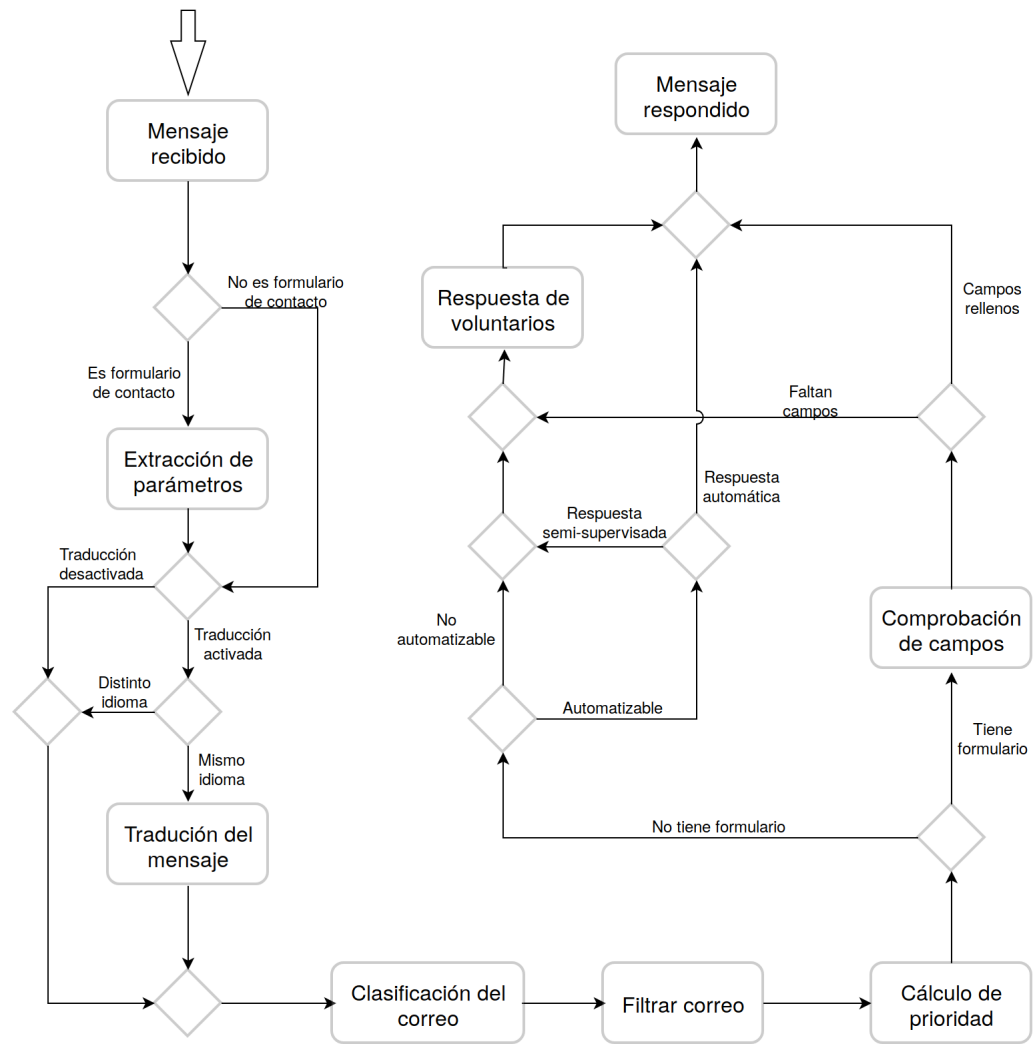 Mensaje
recibido
No es formulario
de contacto
Es formulario
de contacto
Extracción de
parámetros
Traducción
desactivada
Traducción
activada
Distinto
idioma
Mismo
idioma
Tradución del
mensaje
Clasificación del
correo
Filtrar correo
Cálculo de
prioridad
Tiene
formulario
No tiene formulario
Comprobación
de campos
Faltan
campos
Campos
rellenos
Automatizable
No
automatizable
Respuesta
semi-supervisada
Respuesta
automática
Respuesta de
voluntarios
Mensaje
respondido